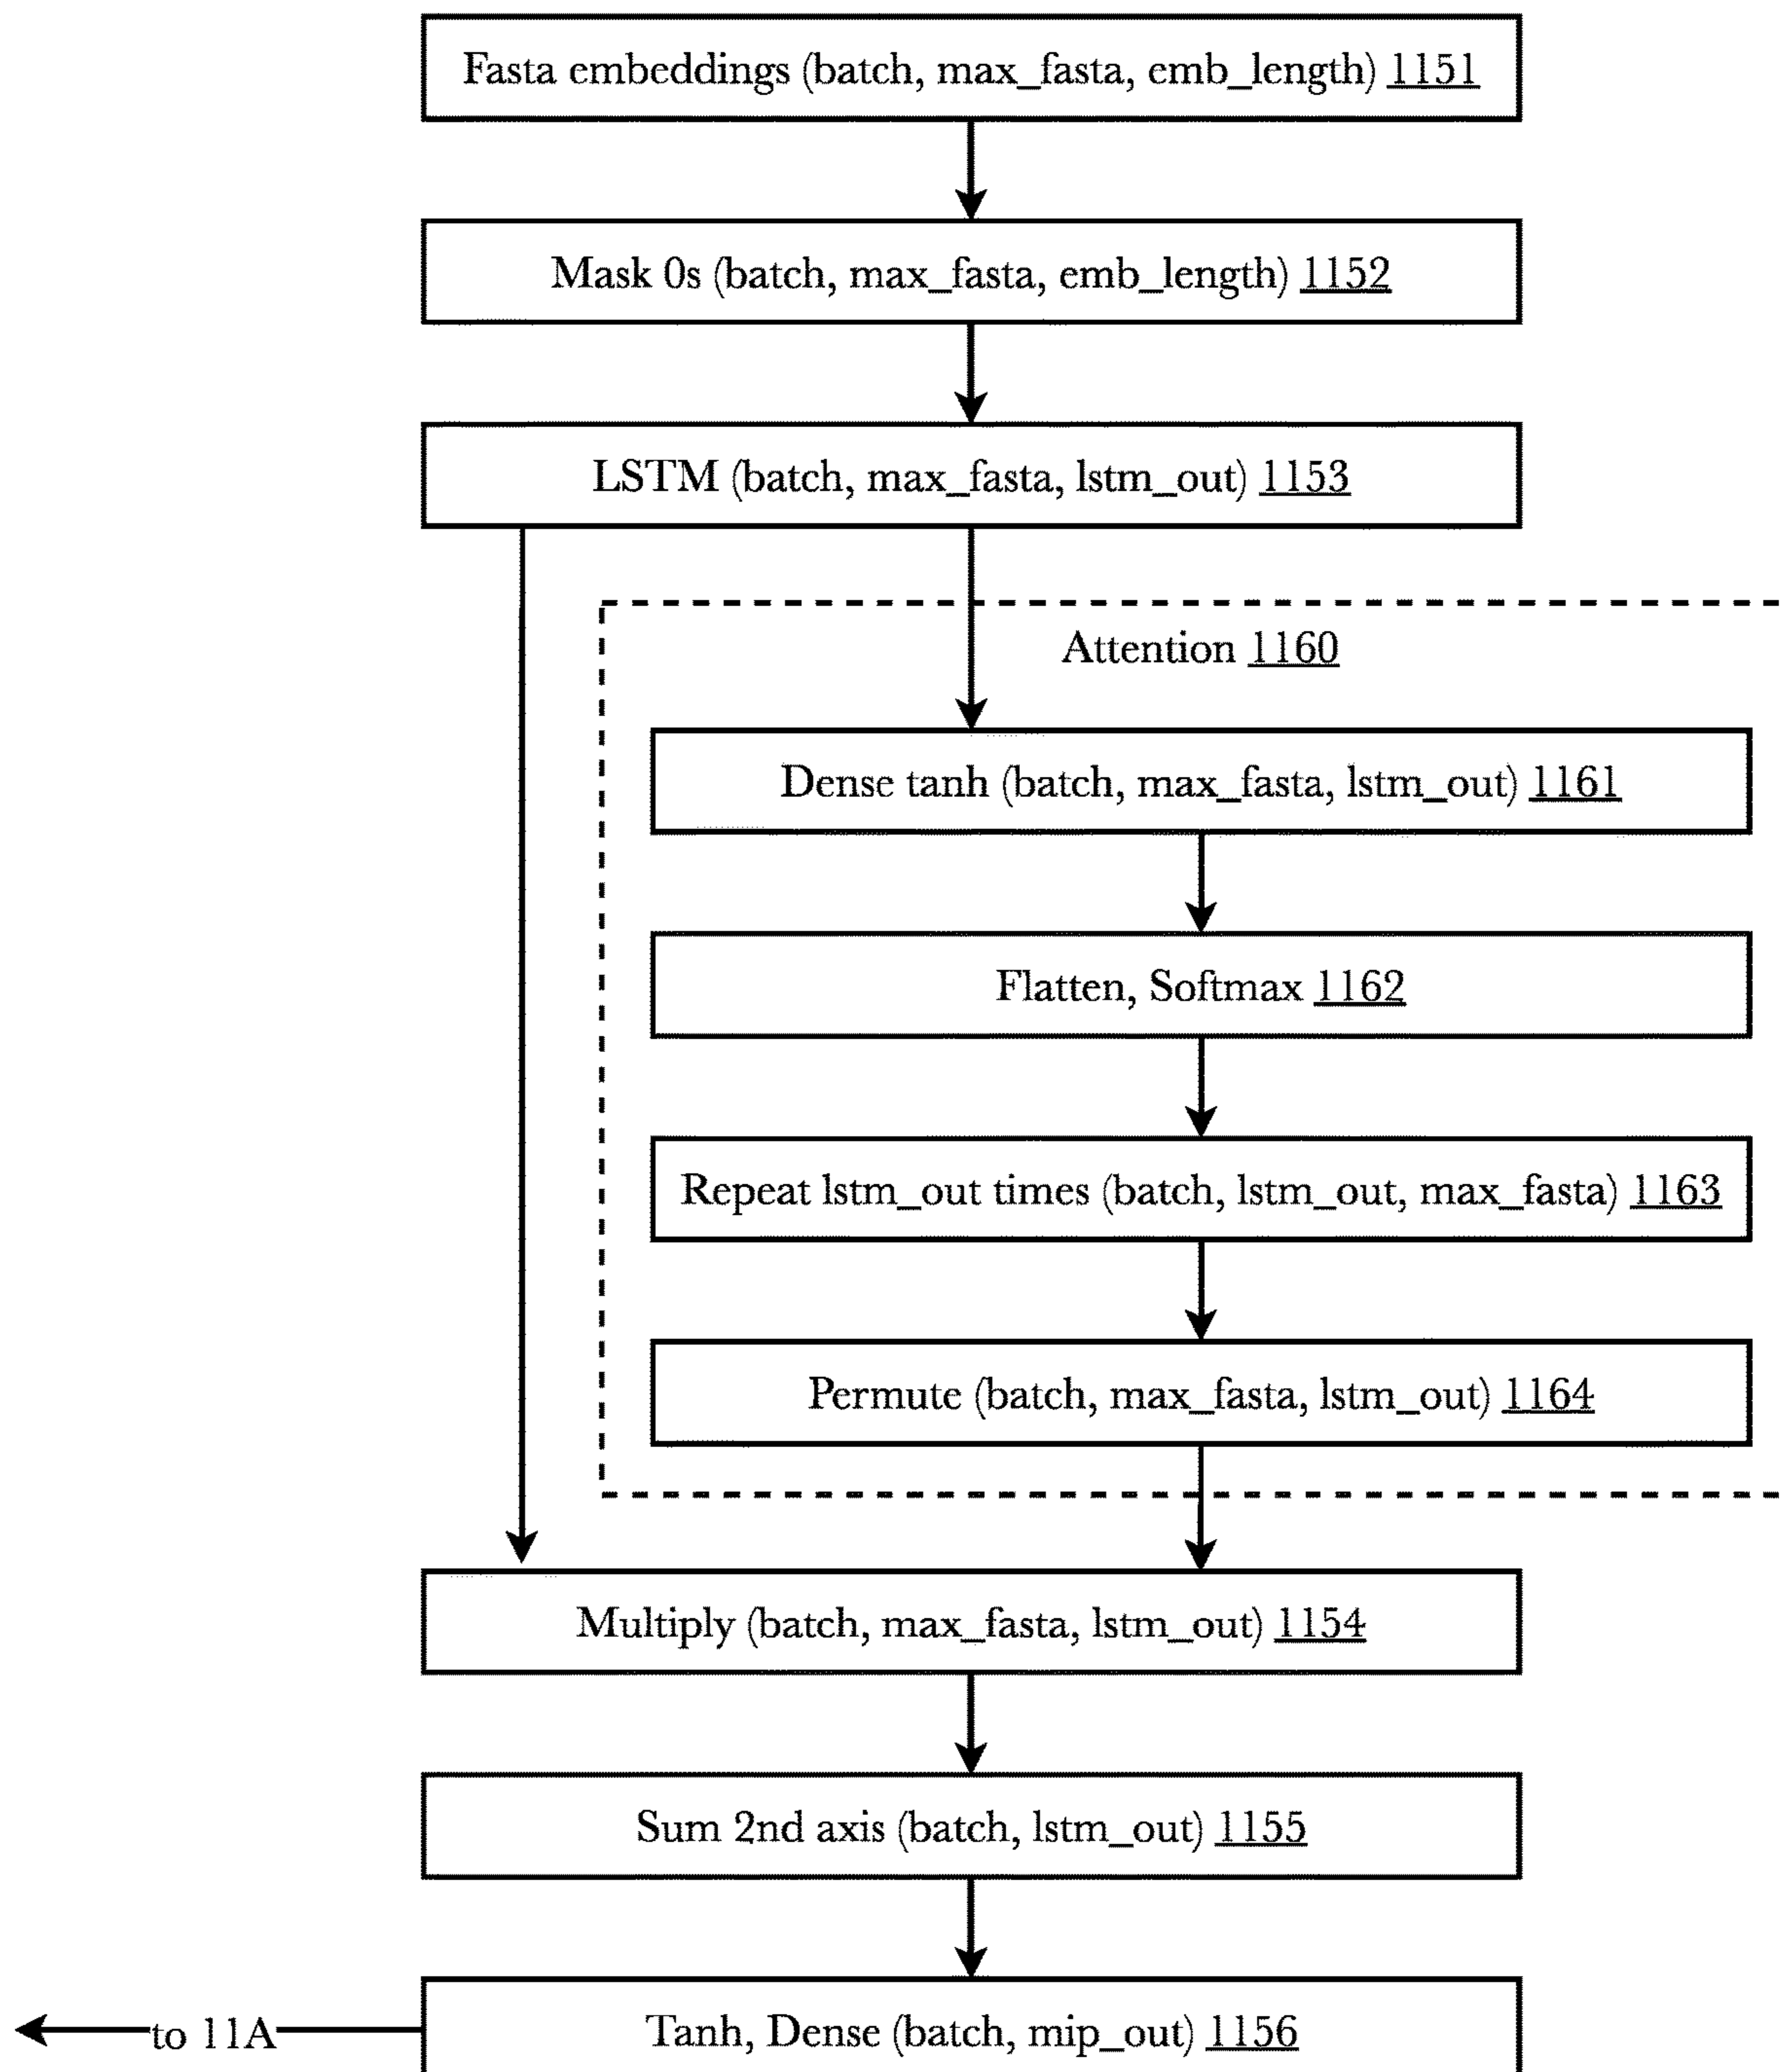 Fasta embeddings (batch, max_fasta, emb_length) 1151
Mask 0s (batch, max_fasta, emb_length) 1152
LSTM (batch, max_fasta, lstm_out) 1153
Attention 1160
Dense tanh (batch, max_fasta, lstm_out) 1161
Flatten, Softmax 1162
Repeat lstm_out times (batch, lstm_out, max_fasta) 1163
Permute (batch, max_fasta, lstm_out) 1164
Multiply (batch, max_fasta, lstm_out) 1154
Sum 2nd axis (batch, lstm_out) 1155
to 11A
Tanh, Dense (batch, mip_out) 1156